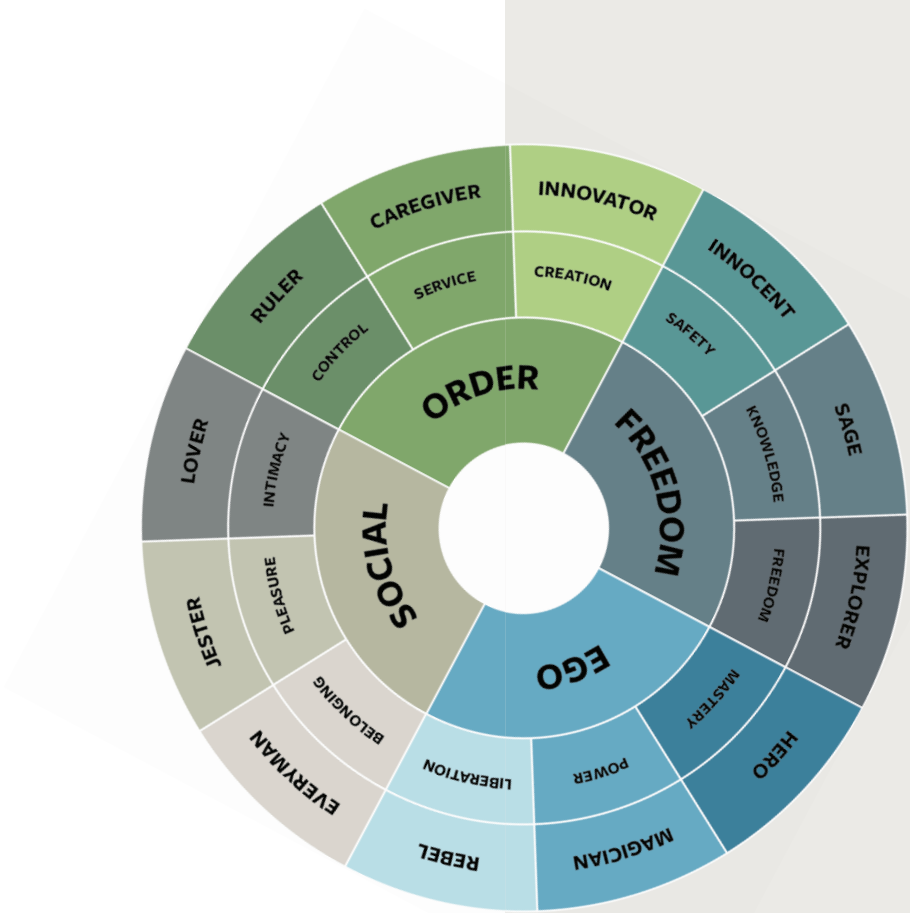 CAREGIVER
INNOVATOR
RULER
INNOCENT
SERVICE
CREATION
CONTROL
SAFETY
ORDER
LOVER
INTIMACY
FREEDOM
KNOWLEDGE
SAGE
SOCIAL
JESTER
PLEASURE
FREEDOM
EXPLORER
EGO
BELONGING
MASTERY
EVERYMAN
LIBERATION
POWER
HERO
REBEL
MAGICIAN